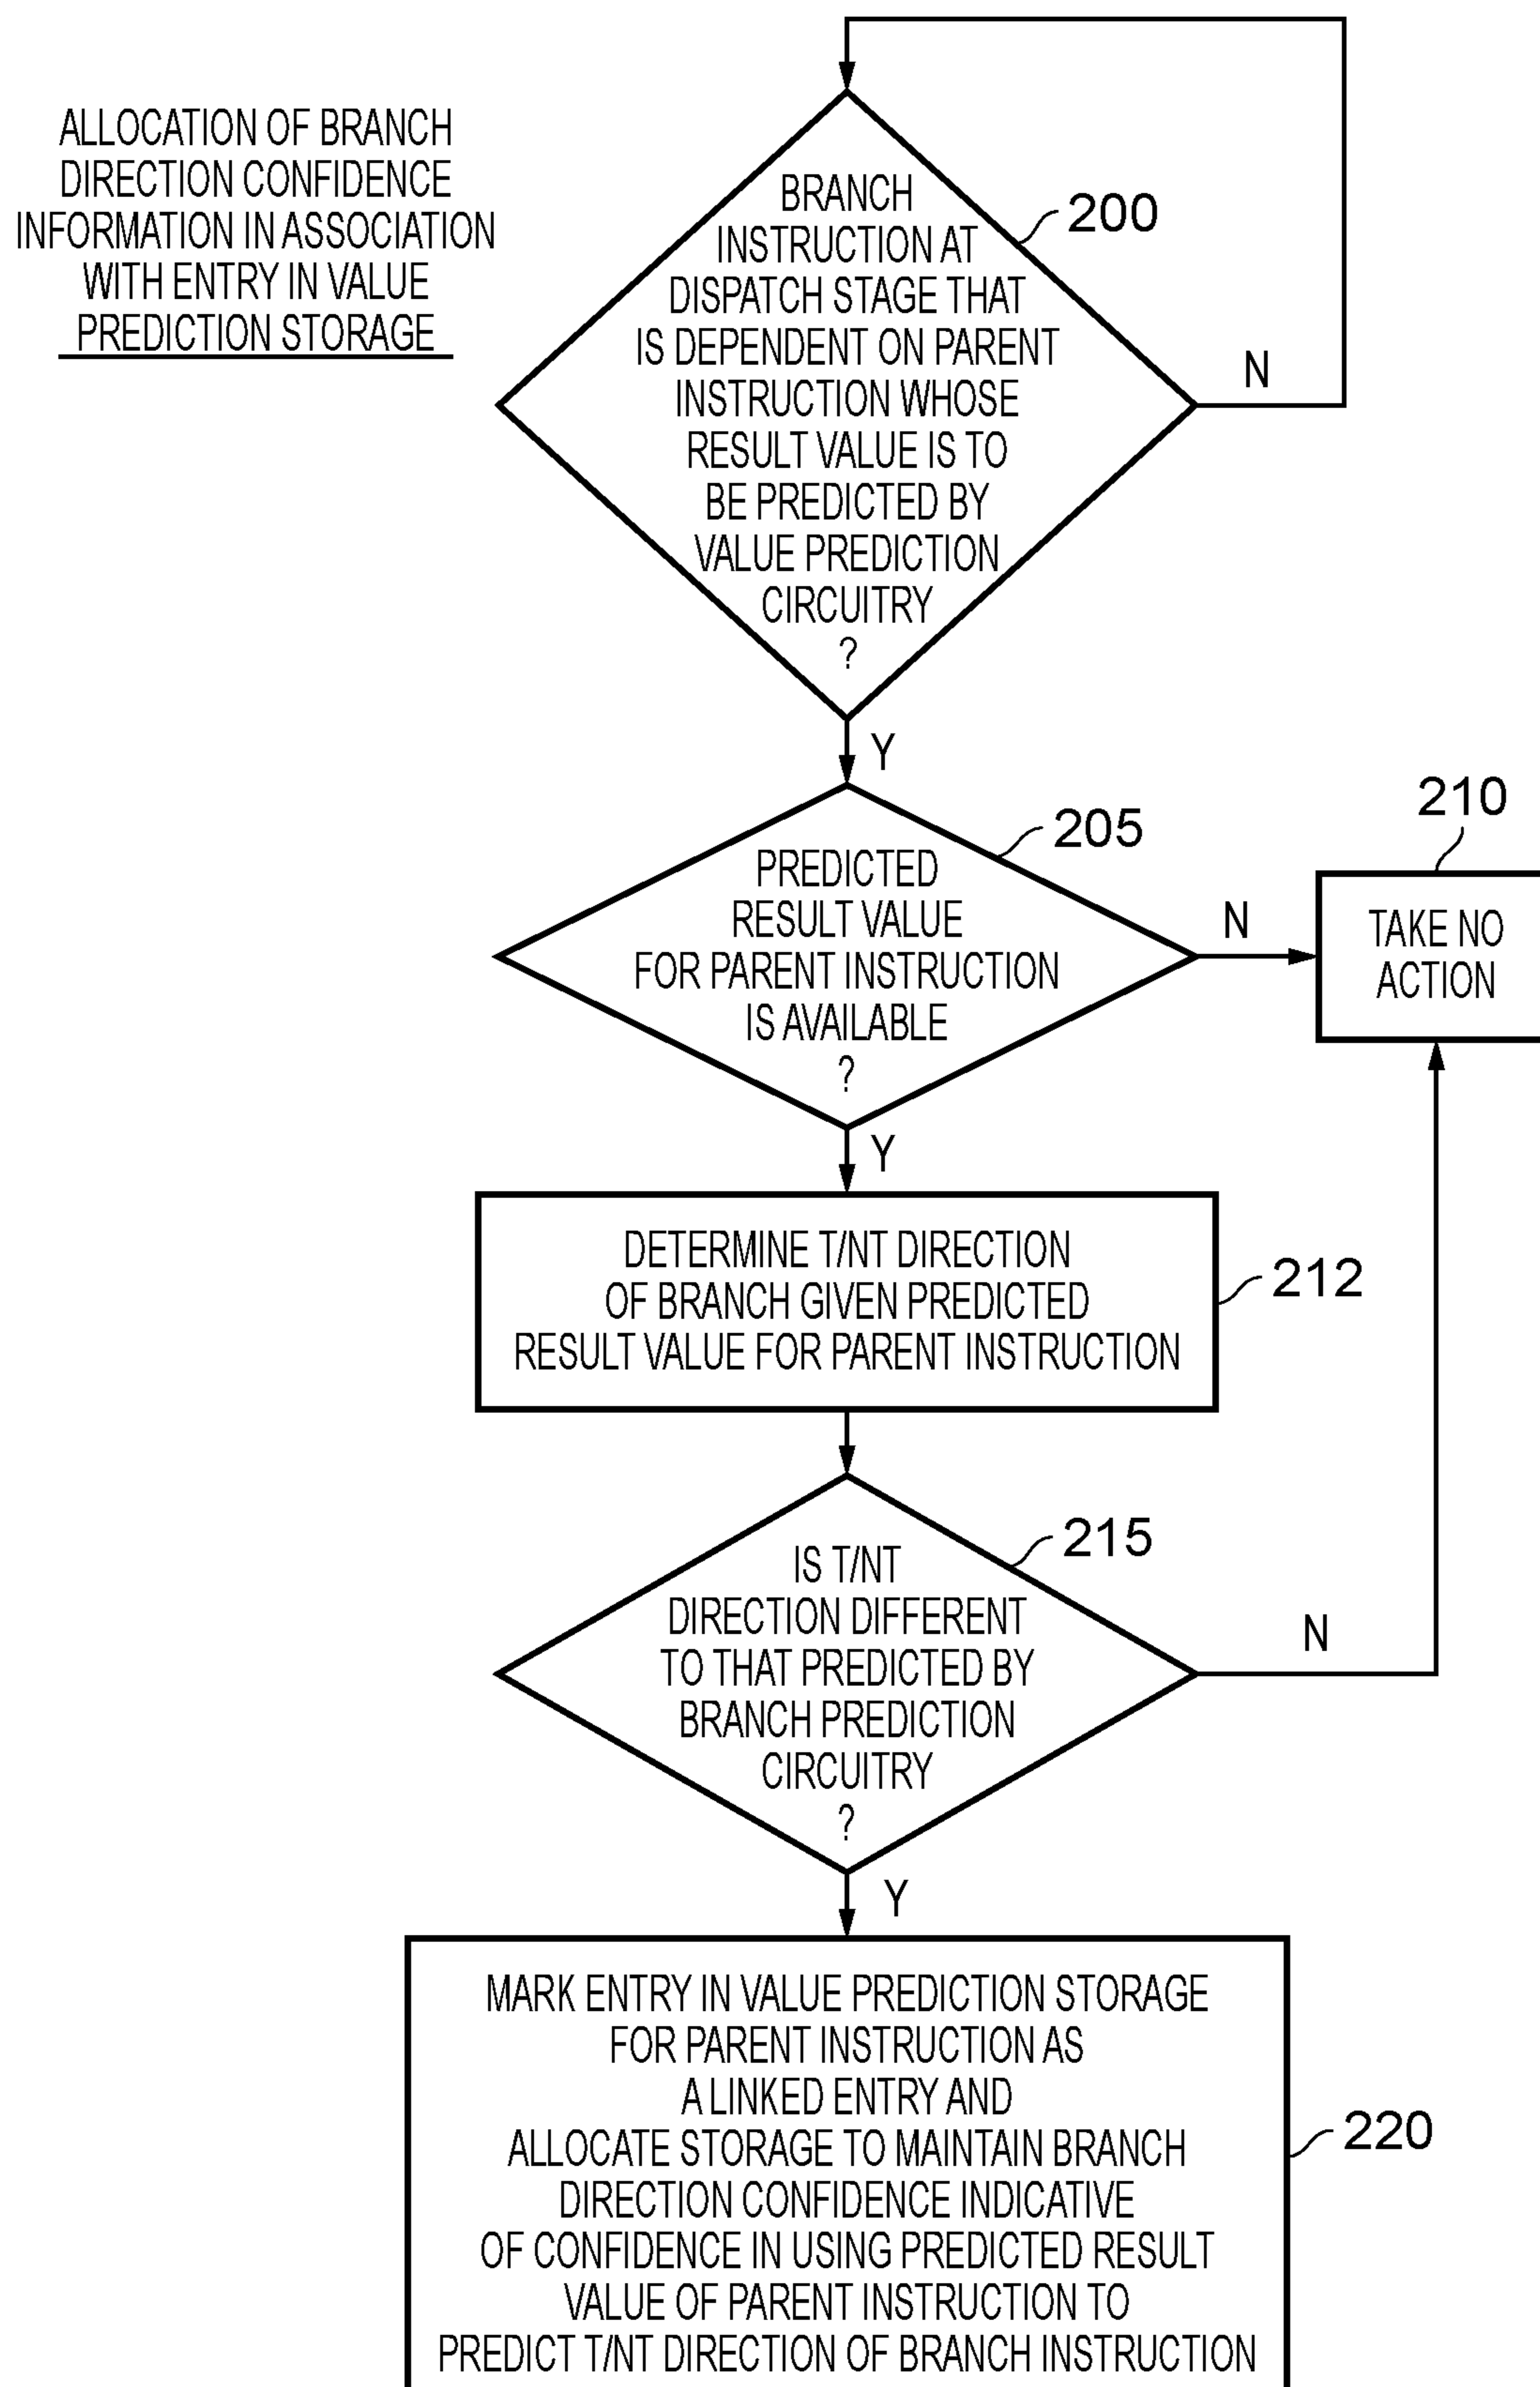 ALLOCATION OF BRANCH
DIRECTION CONFIDENCE
INFORMATION IN ASSOCIATION
WITH ENTRY IN VALUE
PREDICTION STORAGE
BRANCH
INSTRUCTION AT
DISPATCH STAGE THAT
IS DEPENDENT ON PARENT
INSTRUCTION WHOSE
RESULT VALUE IS TO
BE PREDICTED BY
VALUE PREDICTION
CIRCUITRY
?
200
N
Y
PREDICTED
RESULT VALUE
FOR PARENT INSTRUCTION
IS AVAILABLE
?
205
N
210
TAKE NO
ACTION
Y
DETERMINE T/NT DIRECTION
OF BRANCH GIVEN PREDICTED
RESULT VALUE FOR PARENT INSTRUCTION
212
IS T/NT
DIRECTION DIFFERENT
TO THAT PREDICTED BY
BRANCH PREDICTION
CIRCUITRY
?
215
N
Y
MARK ENTRY IN VALUE PREDICTION STORAGE
FOR PARENT INSTRUCTION AS
A LINKED ENTRY AND
ALLOCATE STORAGE TO MAINTAIN BRANCH
DIRECTION CONFIDENCE INDICATIVE
OF CONFIDENCE IN USING PREDICTED RESULT
VALUE OF PARENT INSTRUCTION TO
PREDICT T/NT DIRECTION OF BRANCH INSTRUCTION
220